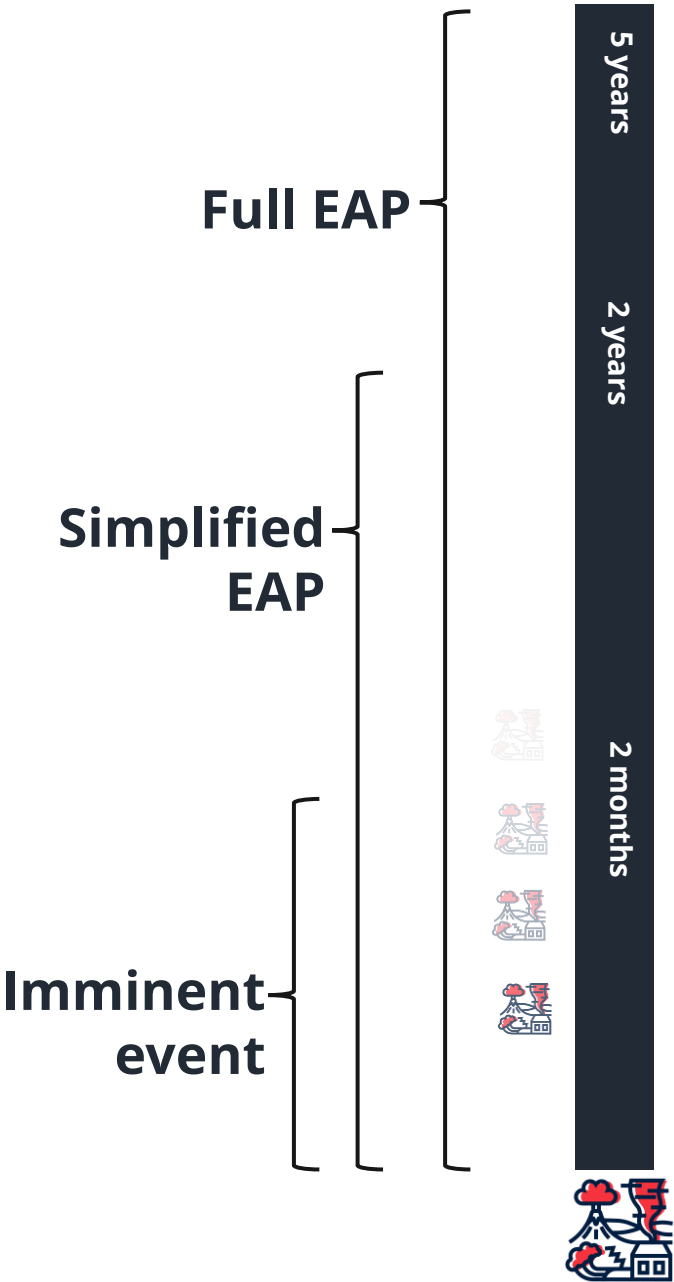 5 years
Full EAP
2 years
Simplified
EAP
2 months
Imminent
event